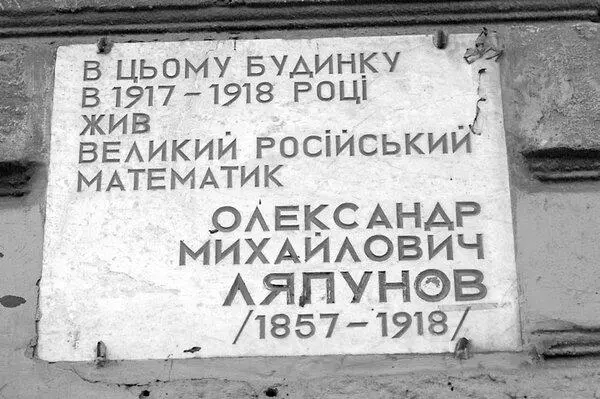 В ЦЬОМУ БУДИНКУ
В 1917 – 1918 РОЦІ
ЖИВ
ВЕЛИКИЙ РОСІЙСЬКИЙ
МАТЕМАТИК
ОЛЕКСАНДР
МИХАЙЛОВИЧ
ЛЯПУНОВ
/1857 – 1918/